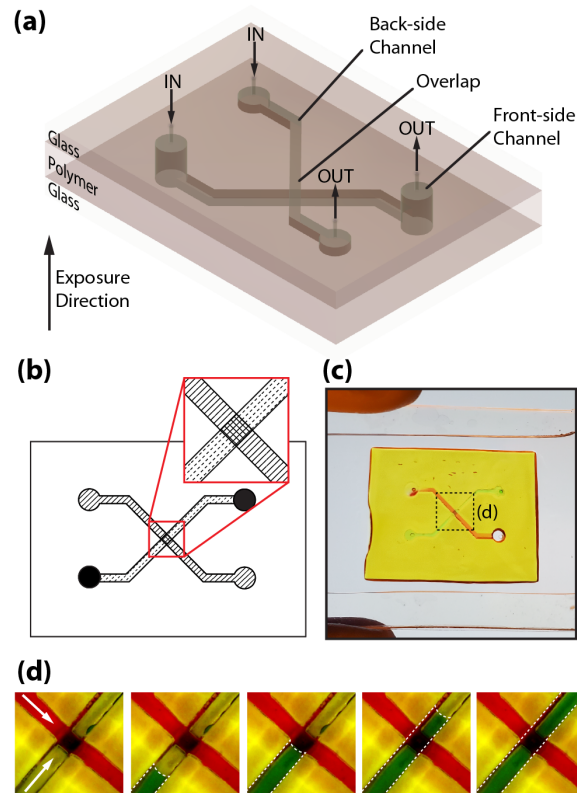 (a)
Back-side
Channel
IN
IN
Overlap
Front-side
Channel
OUT
OUT
Glass
Polymer
Glass
Exposure
Direction
(b)
(c)
(d)
(d)